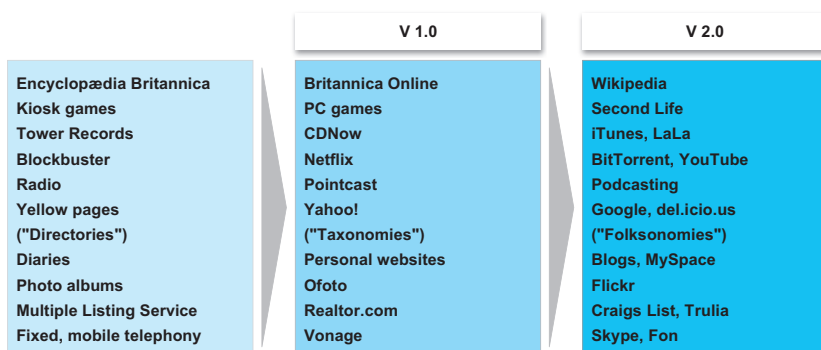 V 1.0
V 2.0
Encyclopædia Britannica
Kiosk games
Tower Records
Blockbuster
Radio
Yellow pages
("Directories")
Diaries
Photo albums
Multiple Listing Service
Fixed, mobile telephony
Britannica Online
PC games
CDNow
Netflix
Pointcast
Yahoo!
("Taxonomies")
Personal websites
Ofoto
Realtor.com
Vonage
Wikipedia
Second Life
iTunes, LaLa
BitTorrent, YouTube
Podcasting
Google, del.icio.us
("Folksonomies")
Blogs, MySpace
Flickr
Craigs List, Trulia
Skype, Fon